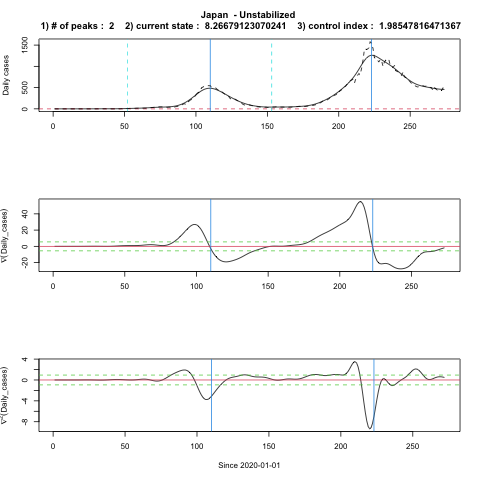 Japan - Unstabilized
1) # of peaks : 2 2) current state : 8.26679123070241 3) control index : 1.98547816471367
Daily cases
0 500 1500
0 50 100 150 200 250
∇(Daily_cases)
-20 0 20 40
0 50 100 150 200 250
∇²(Daily_cases)
-8 -4 0 4
0 50 100 150 200 250
Since 2020-01-01